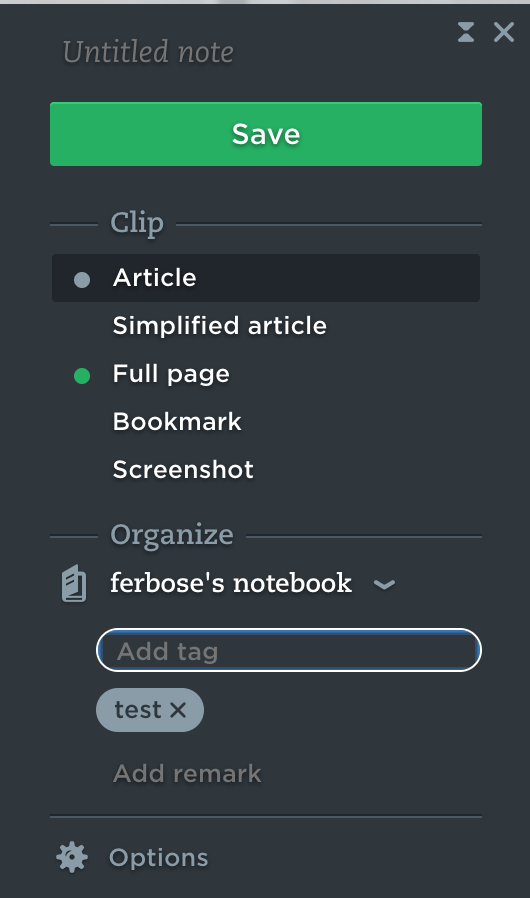 Untitled note
Save
Clip
Article
Simplified article
Full page
Bookmark
Screenshot
Organize
ferbose's notebook
Add tag
test
Add remark
Options